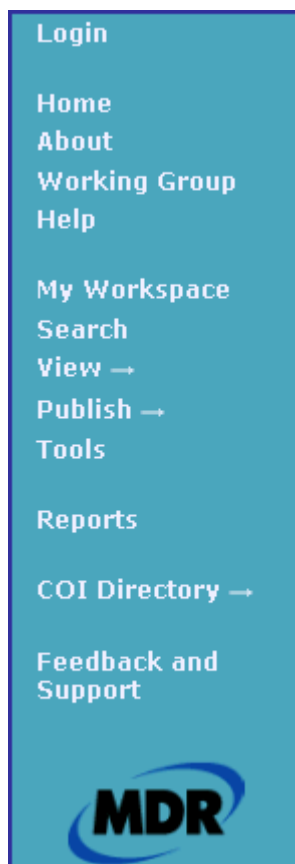 Login
Home
About
Working Group
Help
My Workspace
Search
View →
Publish →
Tools
Reports
COI Directory →
Feedback and
Support
MDR